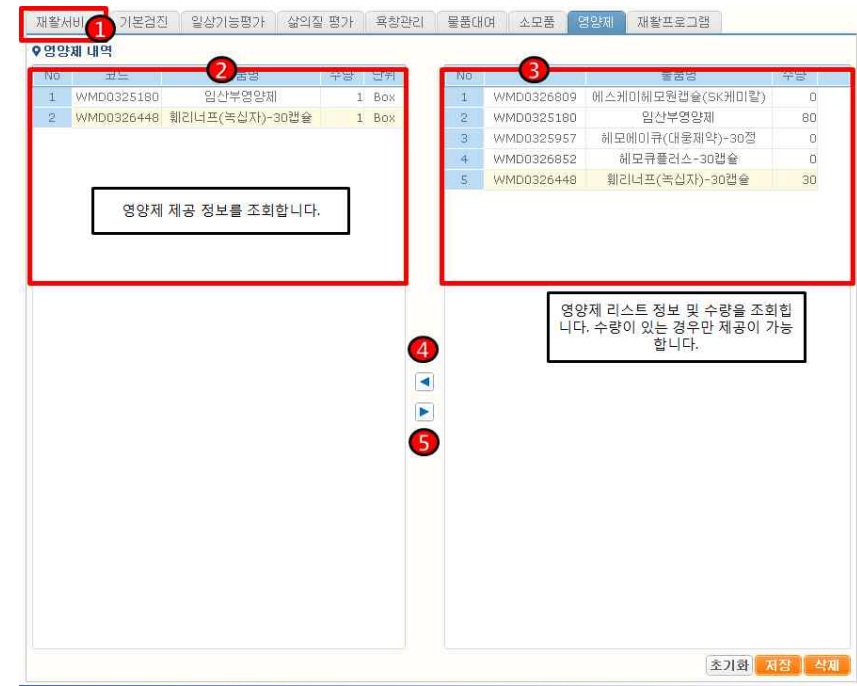 재활서비 기본검진 일상기능평가 삶의질 평가 욕창관리 물품대여 소모품 영양제 재활프로그램
1
영양제 내역
No 코드 품명 수량 단위
2
1 WMD0325180 임산부영양제 1 Box
2 WMD0326448 훼리너프(녹십자)-30캡슐 1 Box
영양제 제공 정보를 조회합니다.
No 물품명 수량
3
1 WMD0326809 에스케이헤모원캡슐(SK케미칼) 0
2 WMD0325180 임산부영양제 80
3 WMD0325957 헤모에이큐(대웅제약)-30정 0
4 WMD0326852 헤모큐플러스-30캡슐 0
5 WMD0326448 훼리너프(녹십자)-30캡슐 30
영양제 리스트 정보 및 수량을 조회합
니다. 수량이 있는 경우만 제공이 가능
합니다.
4
5
초기화 저장 삭제